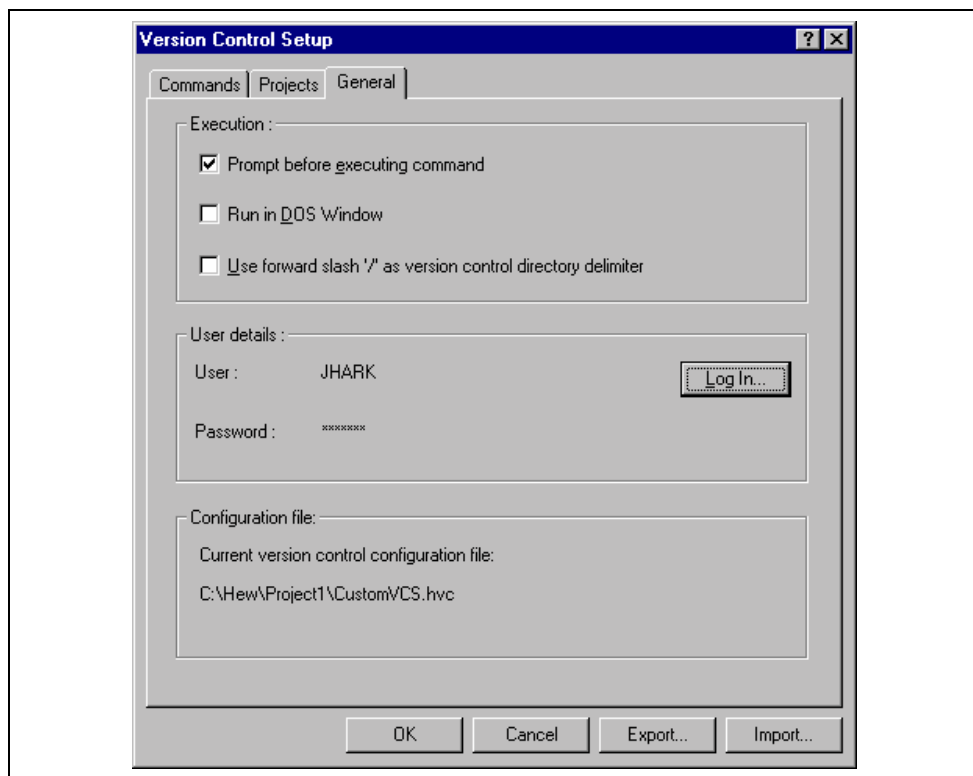 Version Control Setup
Commands Projects General
Execution :
Prompt before executing command
Run in DOS Window
Use forward slash '/' as version control directory delimiter
User details :
User : JHARK
Log In...
Password : *******
Configuration file:
Current version control configuration file:
C:\Hew\Project1\CustomVCS.hvc
OK Cancel Export... Import...